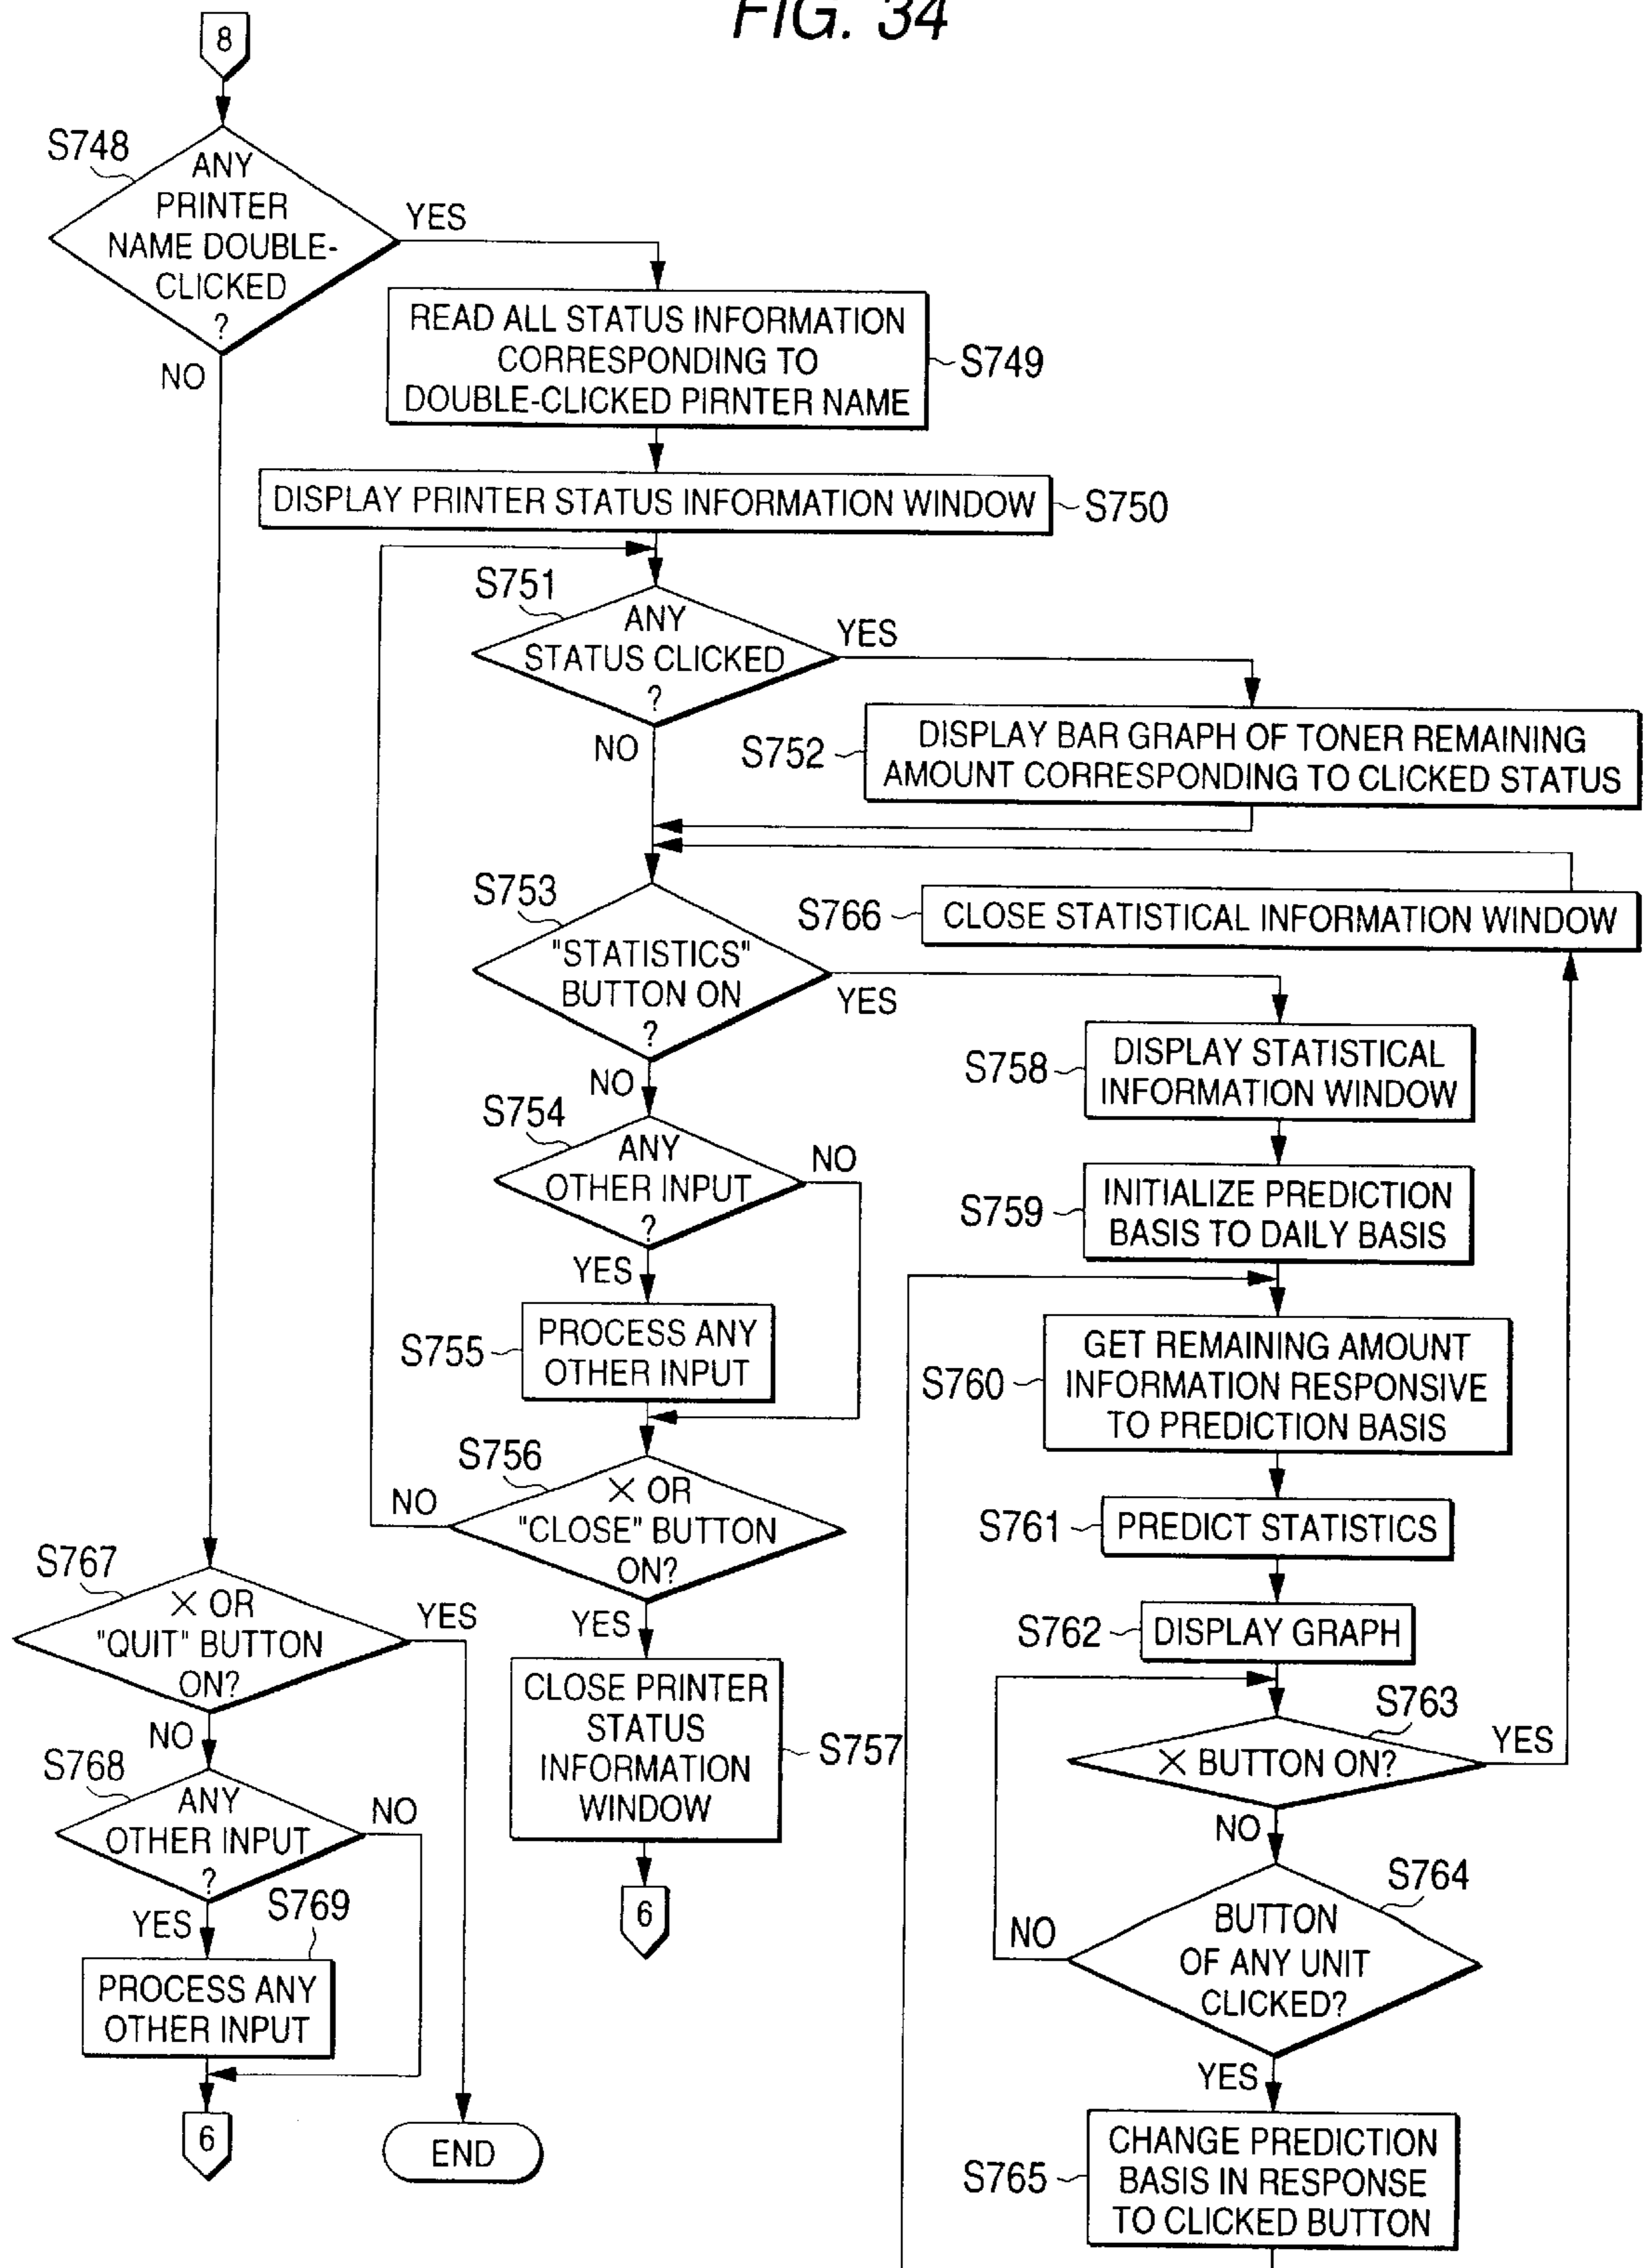 FIG. 34
8
S748
ANY
PRINTER
NAME DOUBLE-
CLICKED
?
YES
NO
READ ALL STATUS INFORMATION
CORRESPONDING TO
DOUBLE-CLICKED PIRNTER NAME
S749
DISPLAY PRINTER STATUS INFORMATION WINDOW
S750
S751
ANY
STATUS CLICKED
?
YES
NO
S752
DISPLAY BAR GRAPH OF TONER REMAINING
AMOUNT CORRESPONDING TO CLICKED STATUS
S753
"STATISTICS"
BUTTON ON
?
YES
NO
S766
CLOSE STATISTICAL INFORMATION WINDOW
S754
ANY
OTHER INPUT
?
NO
YES
S755
PROCESS ANY
OTHER INPUT
S756
× OR
"CLOSE" BUTTON
ON?
NO
YES
CLOSE PRINTER
STATUS
INFORMATION
WINDOW
S757
6
S758
DISPLAY STATISTICAL
INFORMATION WINDOW
S759
INITIALIZE PREDICTION
BASIS TO DAILY BASIS
S760
GET REMAINING AMOUNT
INFORMATION RESPONSIVE
TO PREDICTION BASIS
S761
PREDICT STATISTICS
S762
DISPLAY GRAPH
S763
× BUTTON ON?
YES
NO
S764
BUTTON
OF ANY UNIT
CLICKED?
NO
YES
S765
CHANGE PREDICTION
BASIS IN RESPONSE
TO CLICKED BUTTON
S767
× OR
"QUIT" BUTTON
ON?
YES
NO
S768
ANY
OTHER INPUT
?
NO
YES
S769
PROCESS ANY
OTHER INPUT
6
END